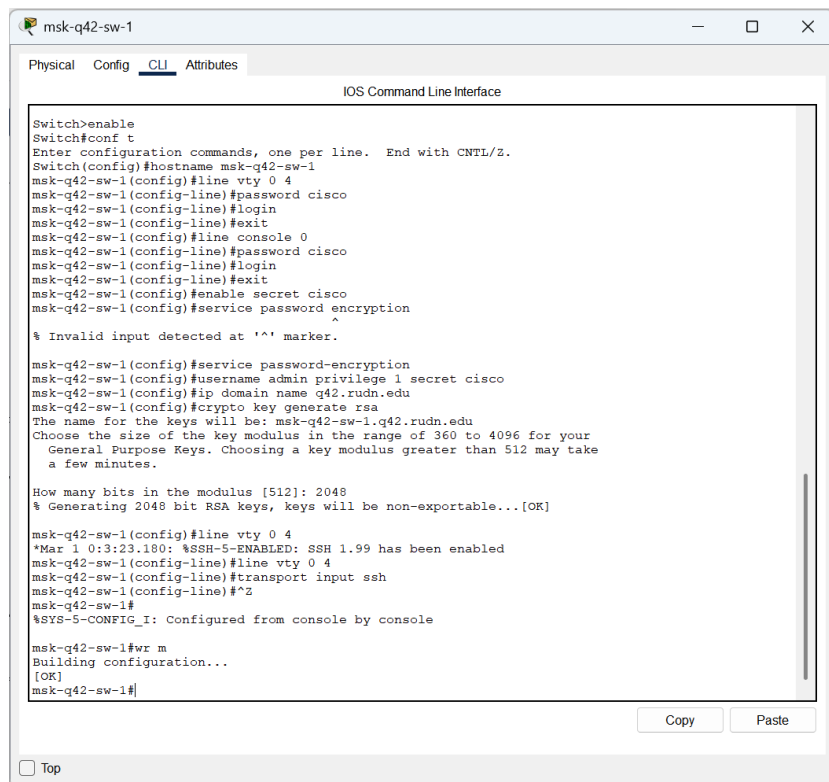 msk-q42-sw-1
Physical Config CLI Attributes
IOS Command Line Interface
Switch>enable
Switch#conf t
Enter configuration commands, one per line.  End with CNTL/Z.
Switch(config)#hostname msk-q42-sw-1
msk-q42-sw-1(config)#line vty 0 4
msk-q42-sw-1(config-line)#password cisco
msk-q42-sw-1(config-line)#login
msk-q42-sw-1(config-line)#exit
msk-q42-sw-1(config)#line console 0
msk-q42-sw-1(config-line)#password cisco
msk-q42-sw-1(config-line)#login
msk-q42-sw-1(config-line)#exit
msk-q42-sw-1(config)#enable secret cisco
msk-q42-sw-1(config)#service password encryption
^
% Invalid input detected at '^' marker.
msk-q42-sw-1(config)#service password-encryption
msk-q42-sw-1(config)#username admin privilege 1 secret cisco
msk-q42-sw-1(config)#ip domain name q42.rudn.edu
msk-q42-sw-1(config)#crypto key generate rsa
The name for the keys will be: msk-q42-sw-1.q42.rudn.edu
Choose the size of the key modulus in the range of 360 to 4096 for your
General Purpose Keys. Choosing a key modulus greater than 512 may take
a few minutes.
How many bits in the modulus [512]: 2048
% Generating 2048 bit RSA keys, keys will be non-exportable...[OK]
msk-q42-sw-1(config)#line vty 0 4
*Mar 1 0:3:23.180: %SSH-5-ENABLED: SSH 1.99 has been enabled
msk-q42-sw-1(config-line)#line vty 0 4
msk-q42-sw-1(config-line)#transport input ssh
msk-q42-sw-1(config-line)#^Z
msk-q42-sw-1#
%SYS-5-CONFIG_I: Configured from console by console
msk-q42-sw-1#wr m
Building configuration...
[OK]
msk-q42-sw-1#
Copy Paste
Top